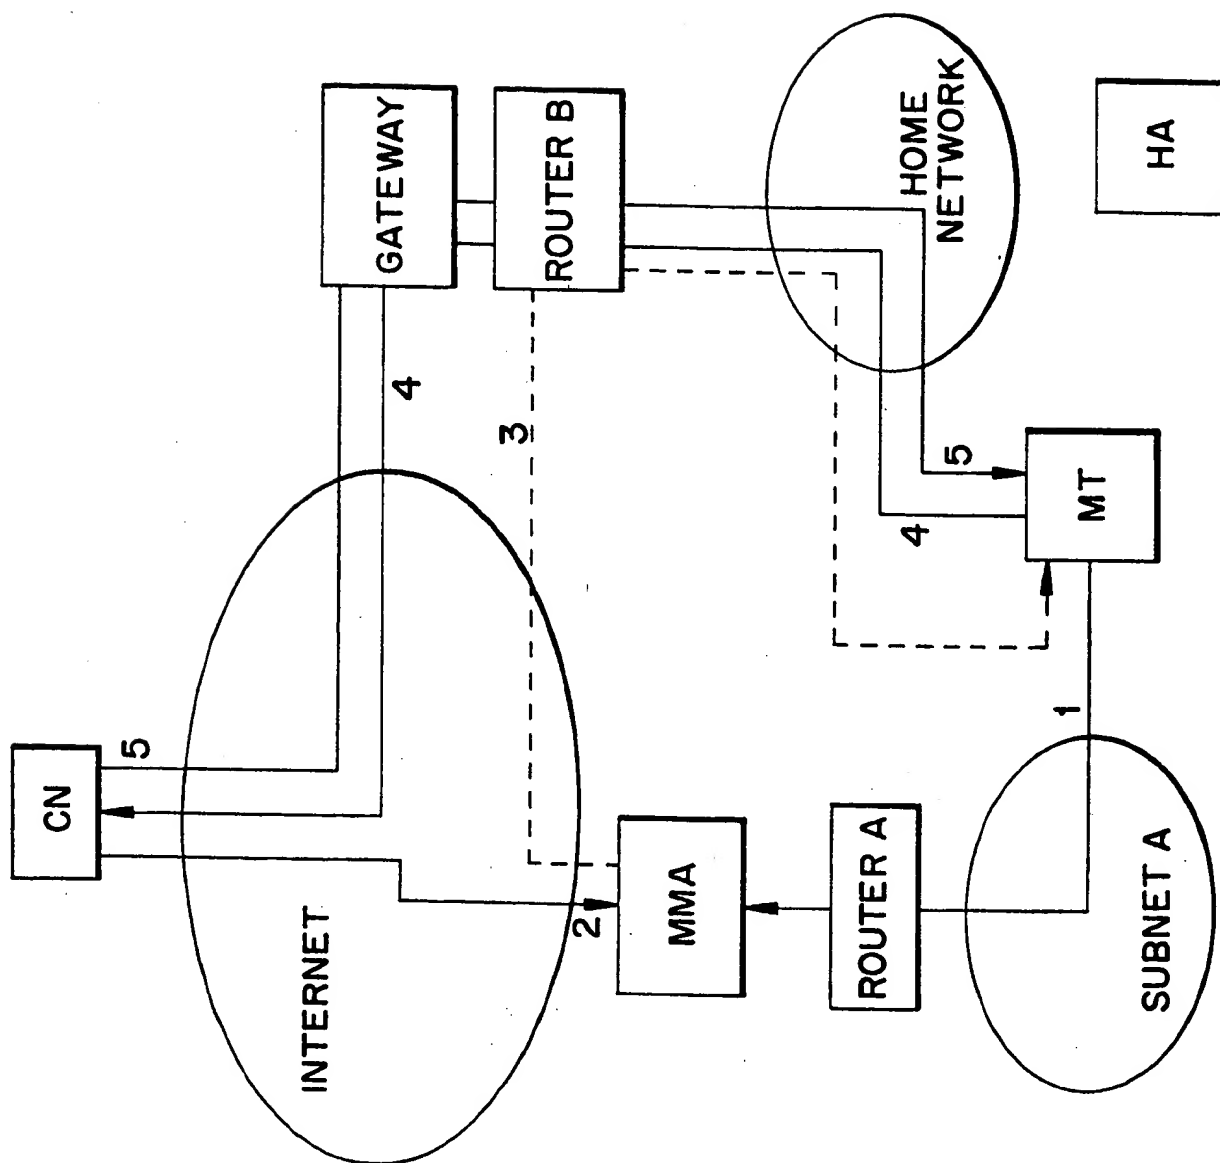 CN
5
INTERNET
GATEWAY
4
3
ROUTER B
2
MMA
ROUTER A
4
HOME
NETWORK
5
1
MT
SUBNET A
HA